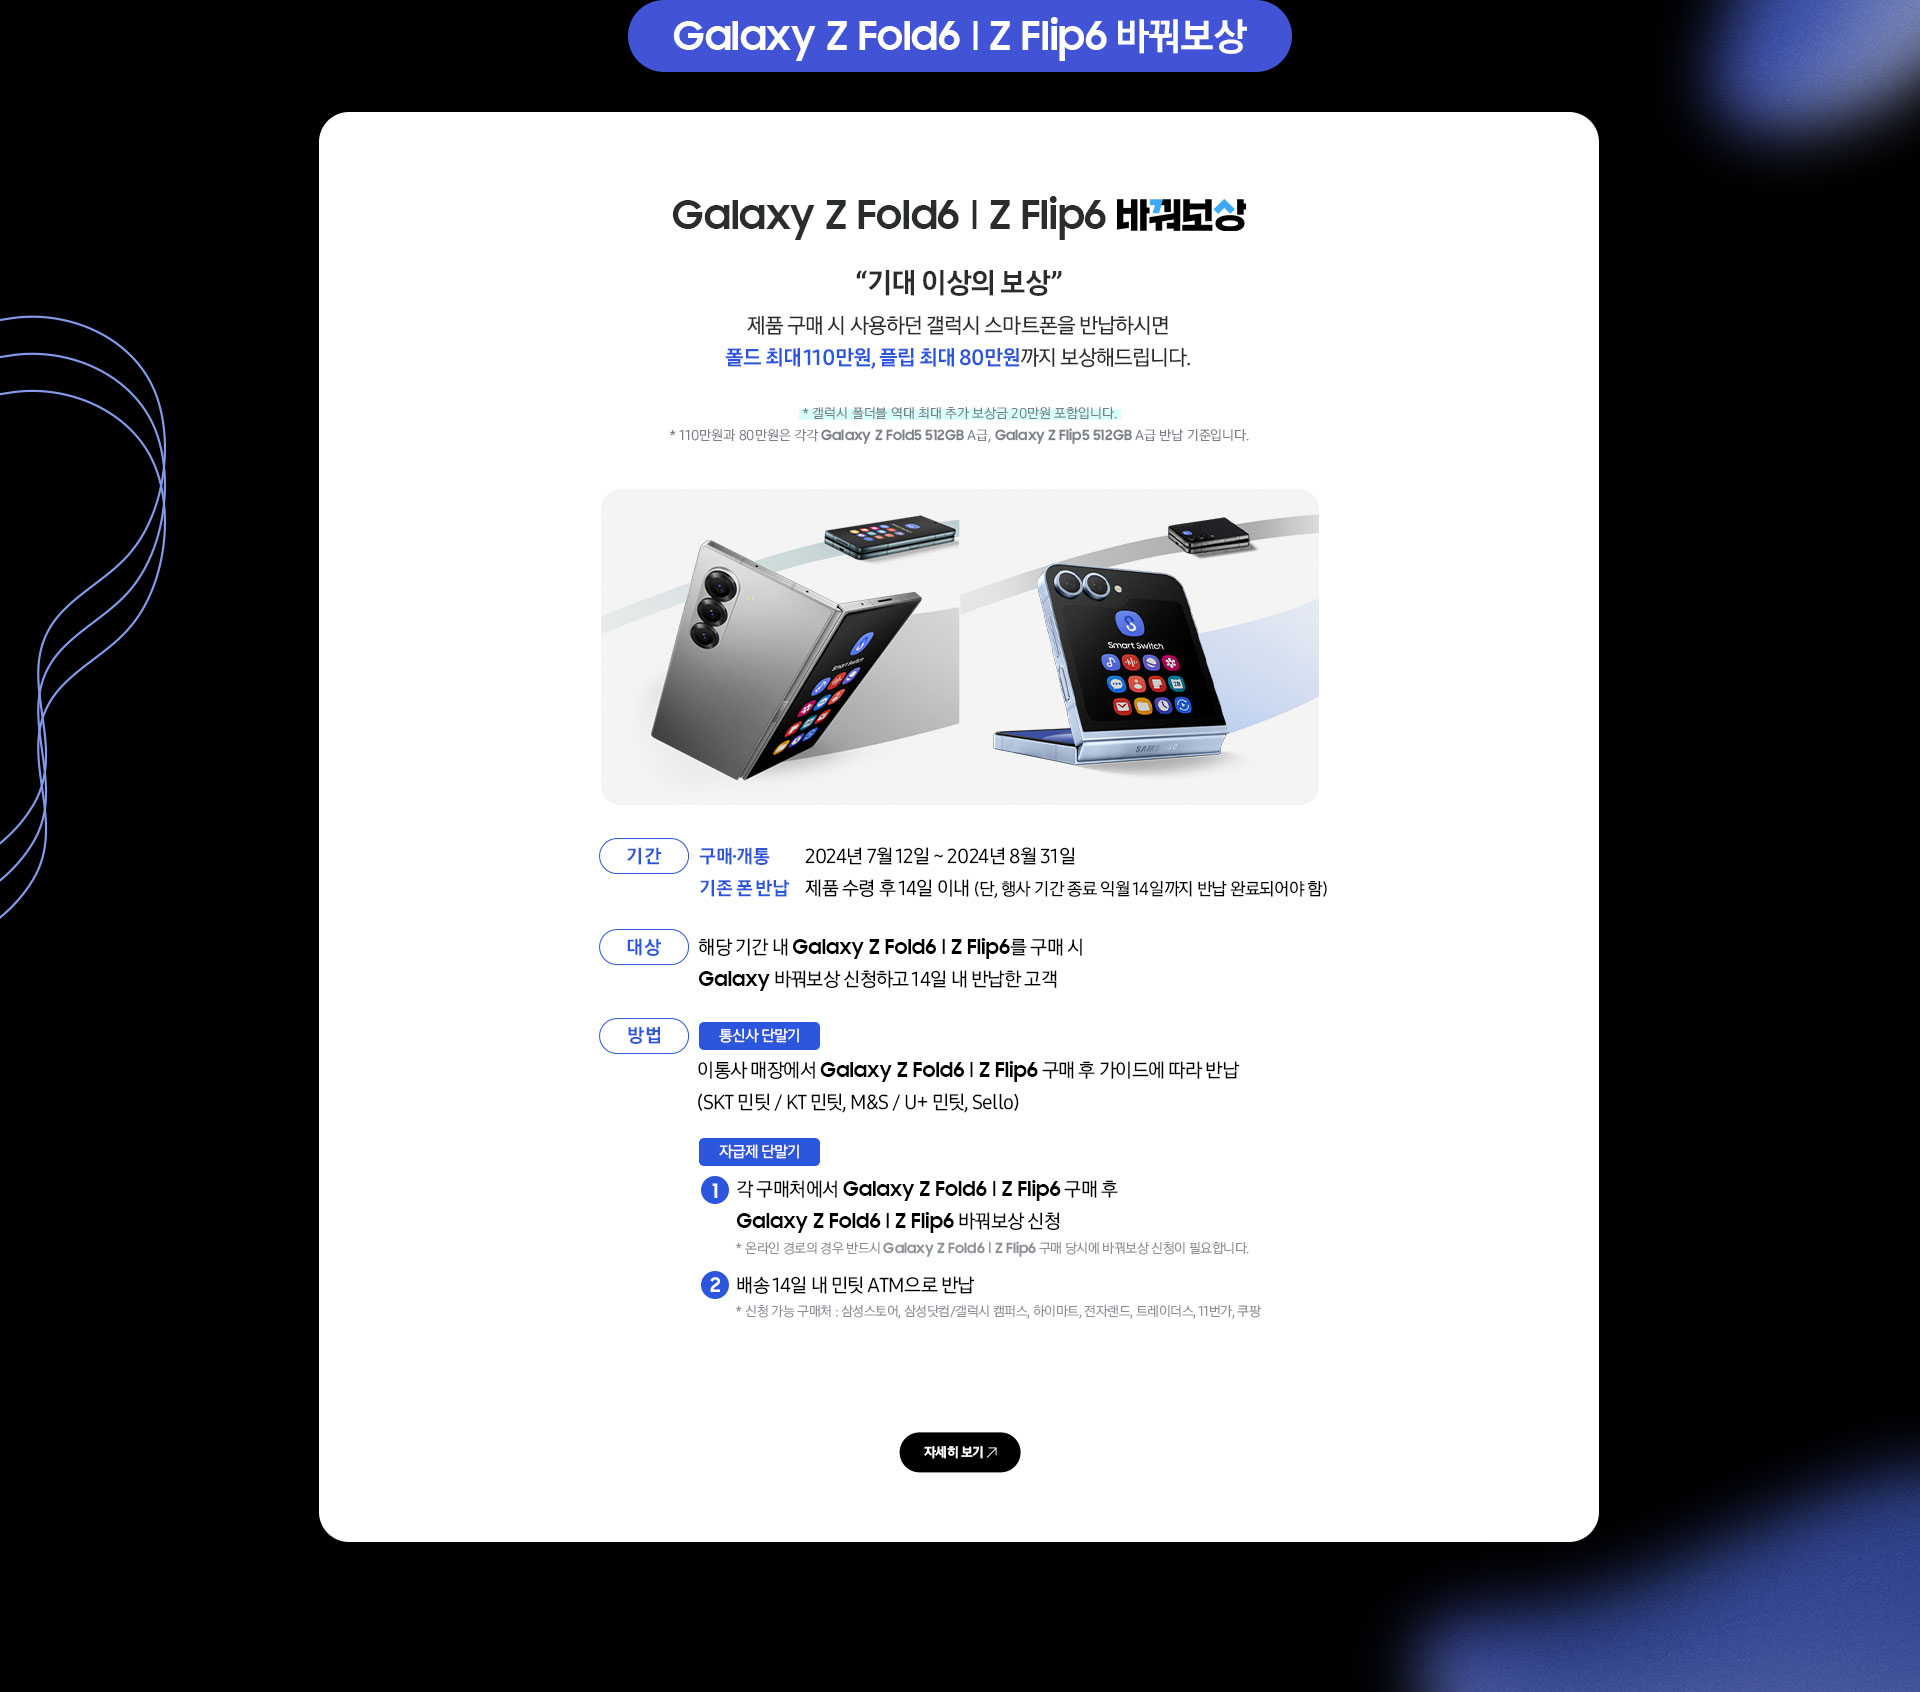 Galaxy Z Fold6 | Z Flip6 바꿔보상
Galaxy Z Fold6 | Z Flip6 바꿔보상
“기대 이상의 보상”
제품 구매 시 사용하던 갤럭시 스마트폰을 반납하시면
폴드 최대 110만원, 플립 최대 80만원까지 보상해드립니다.
* 갤럭시 폴더블 역대 최대 추가 보상금 20만원 포함입니다.
* 110만원과 80만원은 각각 Galaxy Z Fold5 512GB A급, Galaxy Z Flip5 512GB A급 반납 기준입니다.
Smart Switch
Smart Switch
28
SAMSUNG
기간 구매·개통 2024년 7월 12일 ~ 2024년 8월 31일
기존 폰 반납 제품 수령 후 14일 이내 (단, 행사 기간 종료 익월 14일까지 반납 완료되어야 함)
대상 해당 기간 내 Galaxy Z Fold6 | Z Flip6를 구매 시
Galaxy 바꿔보상 신청하고 14일 내 반납한 고객
방법 통신사 단말기
이통사 매장에서 Galaxy Z Fold6 | Z Flip6 구매 후 가이드에 따라 반납
(SKT 민팃 / KT 민팃, M&S / U+ 민팃, Sello)
자급제 단말기
1 각 구매처에서 Galaxy Z Fold6 | Z Flip6 구매 후
Galaxy Z Fold6 | Z Flip6 바꿔보상 신청
* 온라인 경로의 경우 반드시 Galaxy Z Fold6 | Z Flip6 구매 당시에 바꿔보상 신청이 필요합니다.
2 배송 14일 내 민팃 ATM으로 반납
* 신청 가능 구매처 : 삼성스토어, 삼성닷컴/갤럭시 캠퍼스, 하이마트, 전자랜드, 트레이더스, 11번가, 쿠팡
자세히 보기